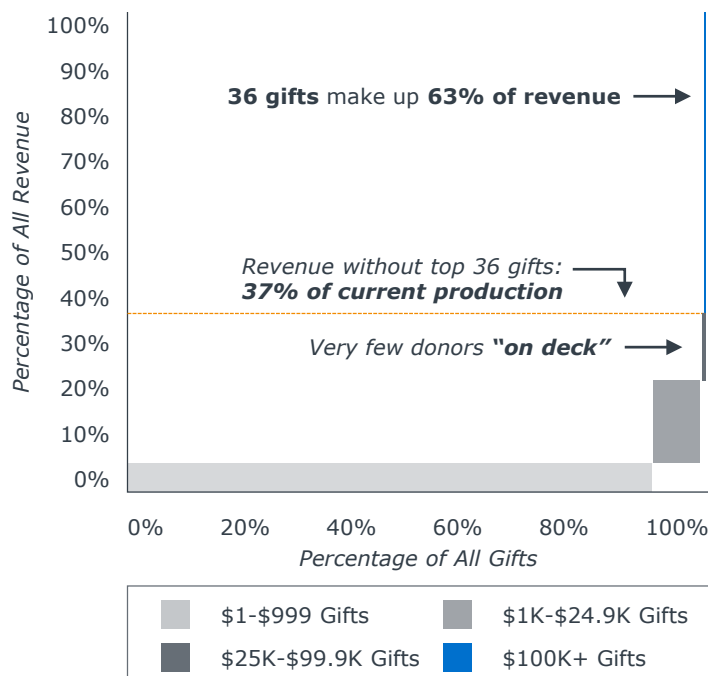 100%
90%
36 gifts make up 63% of revenue
80%
70%
60%
50%
Revenue without top 36 gifts:
37% of current production
40%
30%
Very few donors “on deck”
20%
10%
0%
Percentage of All Revenue
0% 20% 40% 60% 80% 100%
Percentage of All Gifts
$1-$999 Gifts $1K-$24.9K Gifts
$25K-$99.9K Gifts $100K+ Gifts